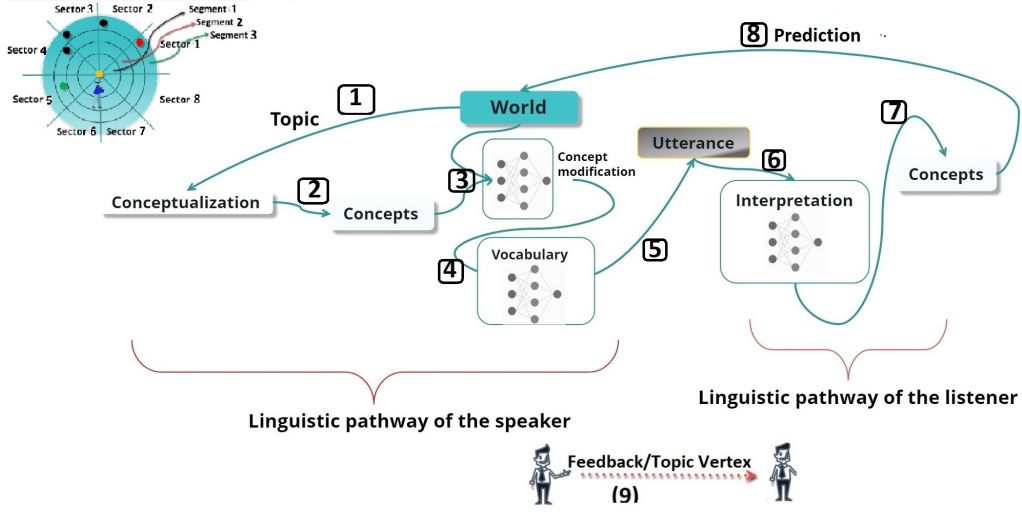 Sector 3
Sector 2
Segment 1
Segment 2
Segment 3
Sector 1
Sector 4
Sector 5
Sector 8
Sector 6
Sector 7
8 Prediction
1
Topic
World
Utterance
7
Concept
modification
6
2
3
Conceptualization
Concepts
Interpretation
Concepts
4
Vocabulary
5
Linguistic pathway of the listener
Linguistic pathway of the speaker
Feedback/Topic Vertex
(9)